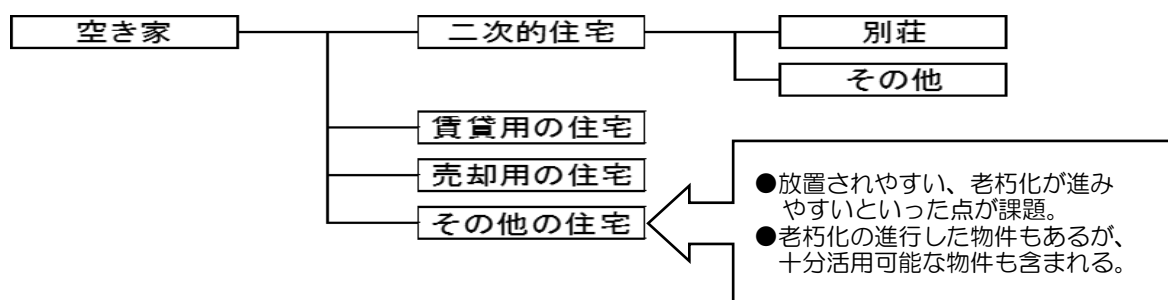 空き家
二次的住宅
別荘
その他
賃貸用の住宅
売却用の住宅
その他の住宅
●放置されやすい、老朽化が進み
やすいといった点が課題。
●老朽化の進行した物件もあるが、
十分活用可能な物件も含まれる。